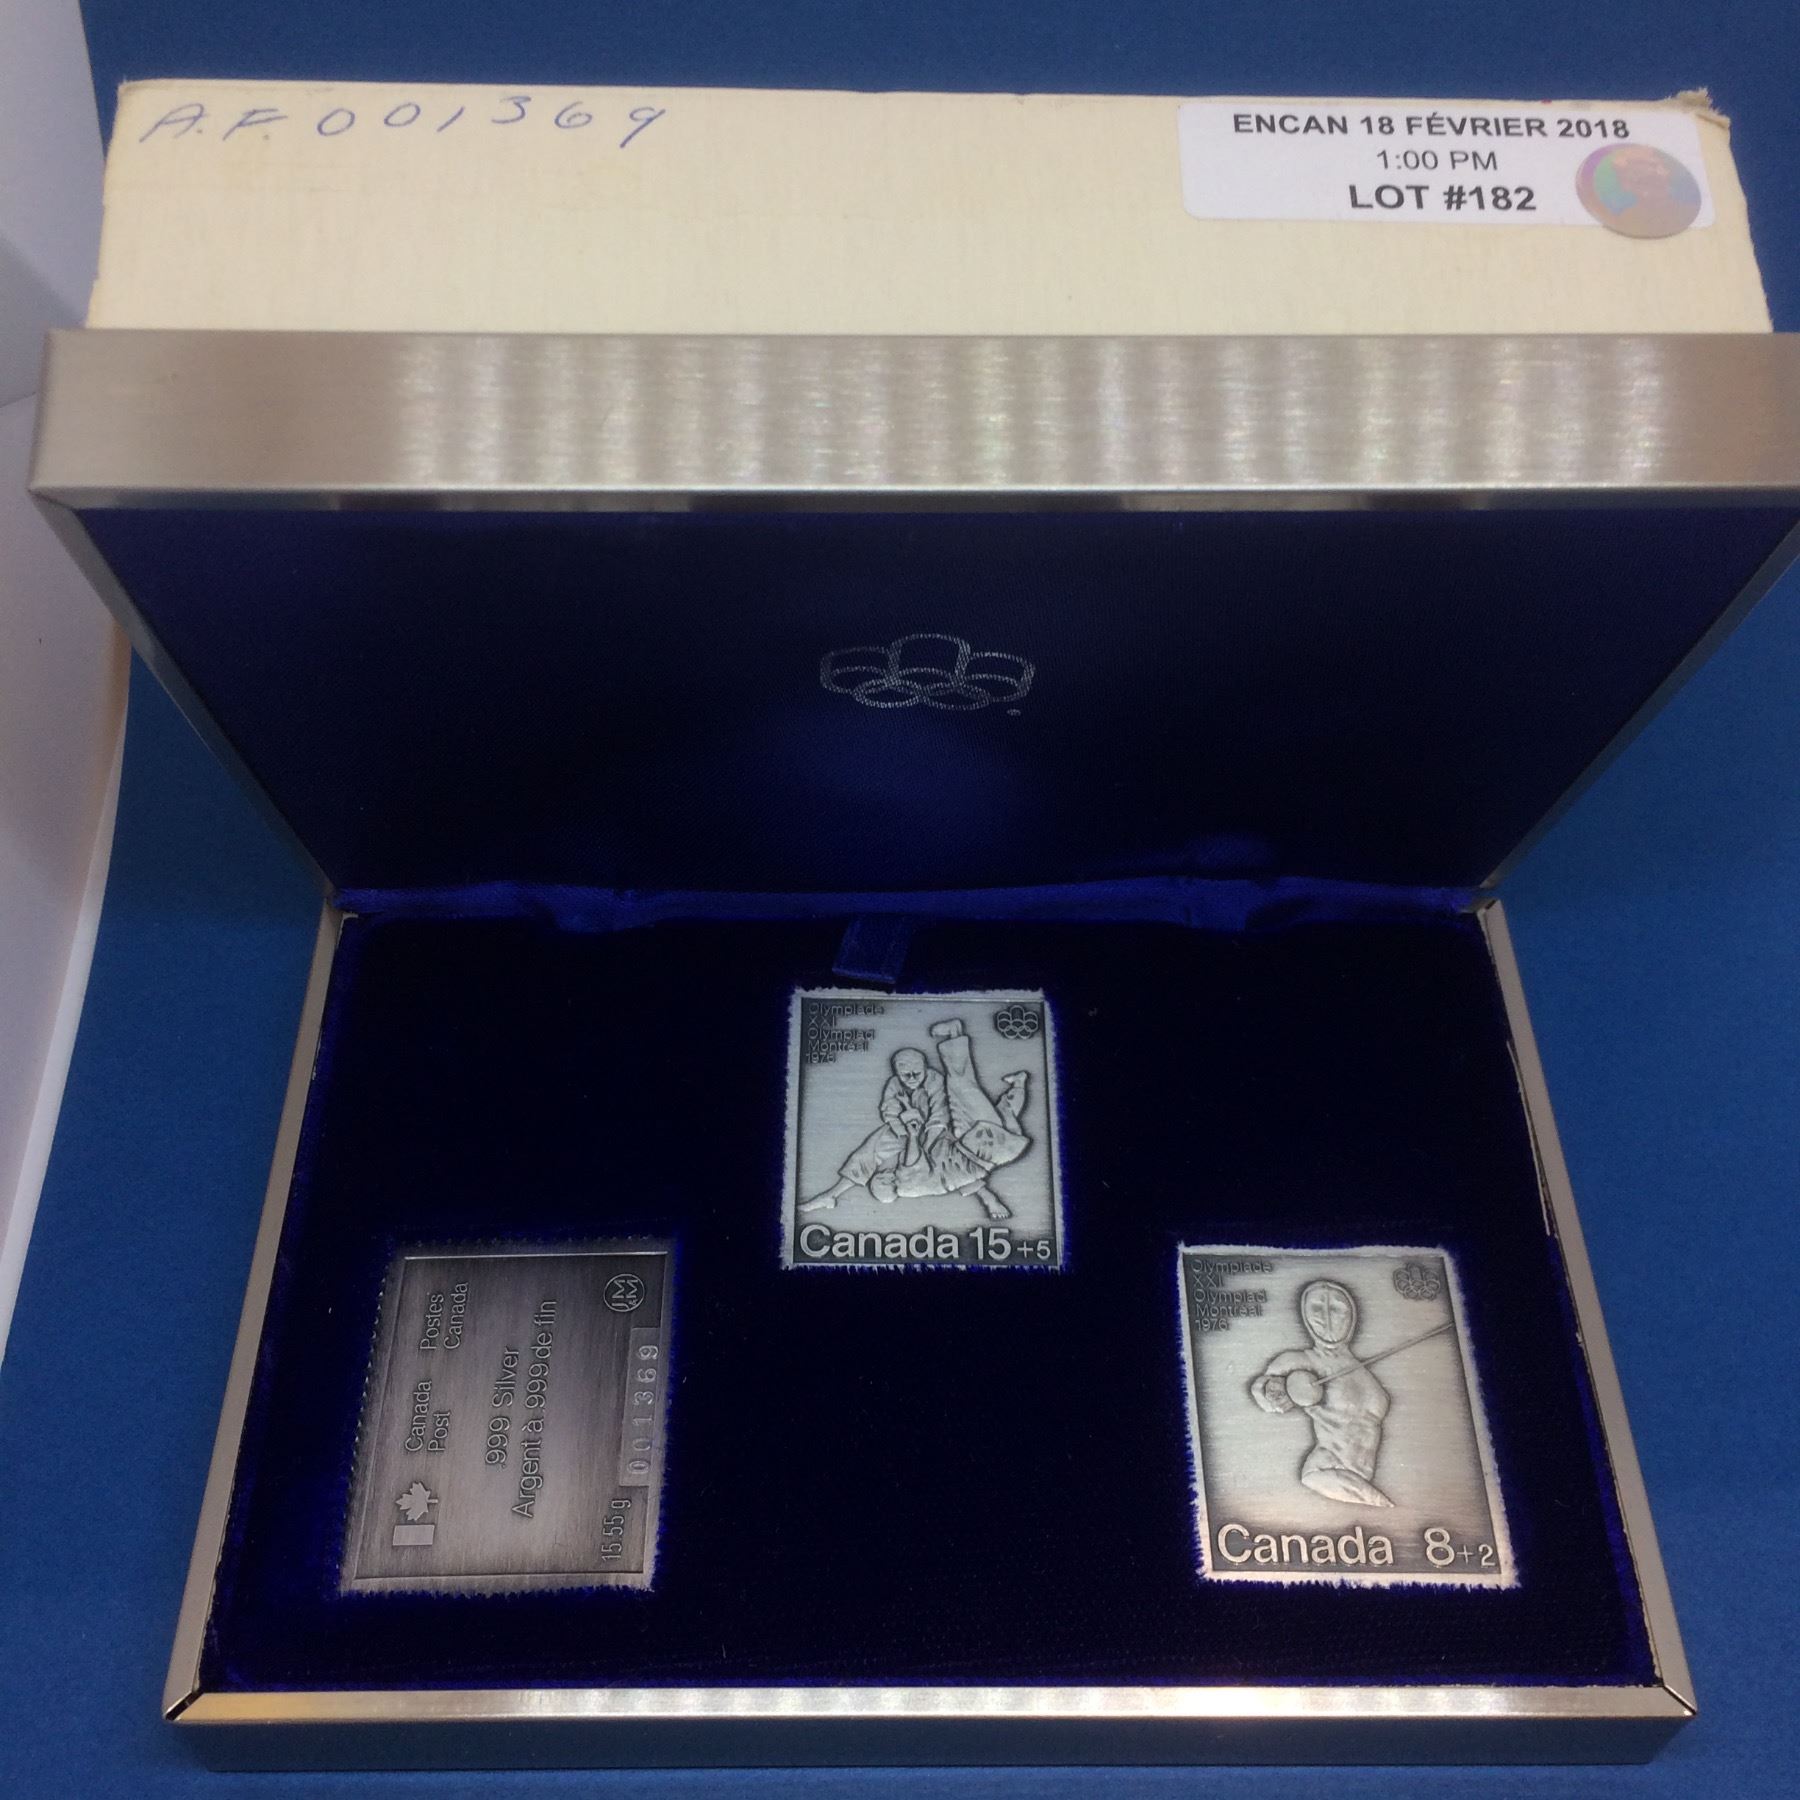 A.F. 001369
ENCAN 18 FÉVRIER 2018
1:00 PM
LOT #182
Olympiade
XXI
Olympiad
Montréal
1976
Canada 15+5
Canada Postes
Post Canada
.999 Silver
Argent à .999 de fin
15.55 g 001369
JM&M
Olympiade
XXI
Olympiad
Montréal
1976
Canada 8+2